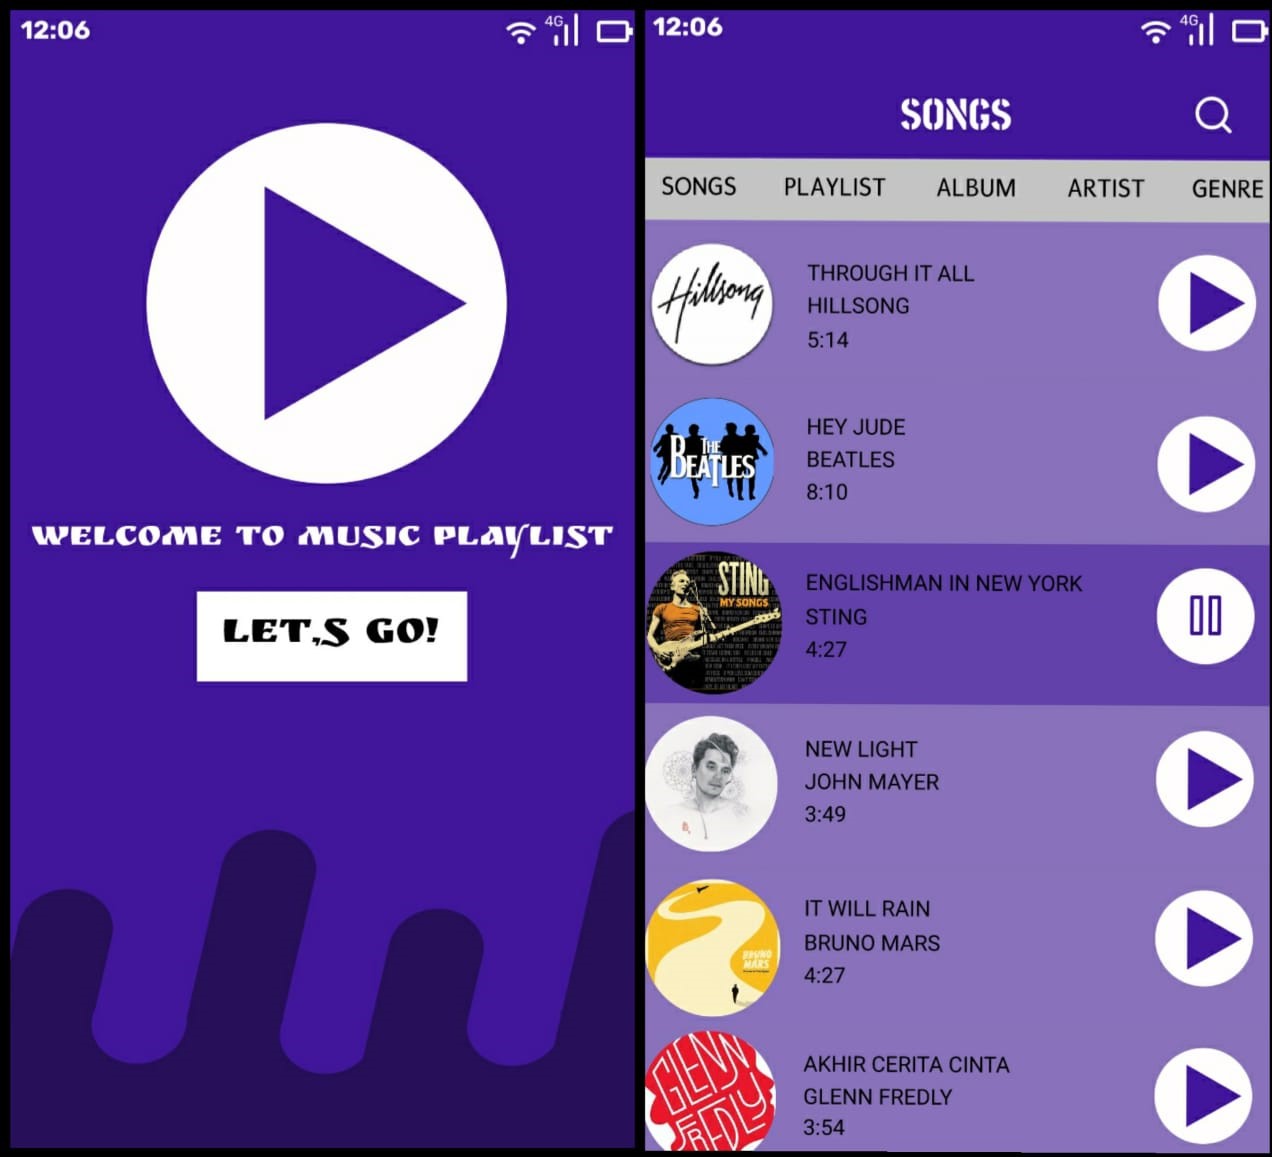 12:06
4G
WELCOME TO MUSIC PLAYLIST
LET,S GO!
12:06
4G
SONGS
SONGS PLAYLIST ALBUM ARTIST GENRE
Hillsong
THROUGH IT ALL
HILLSONG
5:14
THE
BEATLES
HEY JUDE
BEATLES
8:10
STING
MY SONGS
ENGLISHMAN IN NEW YORK
STING
4:27
NEW LIGHT
JOHN MAYER
3:49
BRUNO
MARS
IT WILL RAIN
BRUNO MARS
4:27
GLENN
FREDLY
AKHIR CERITA CINTA
GLENN FREDLY
3:54